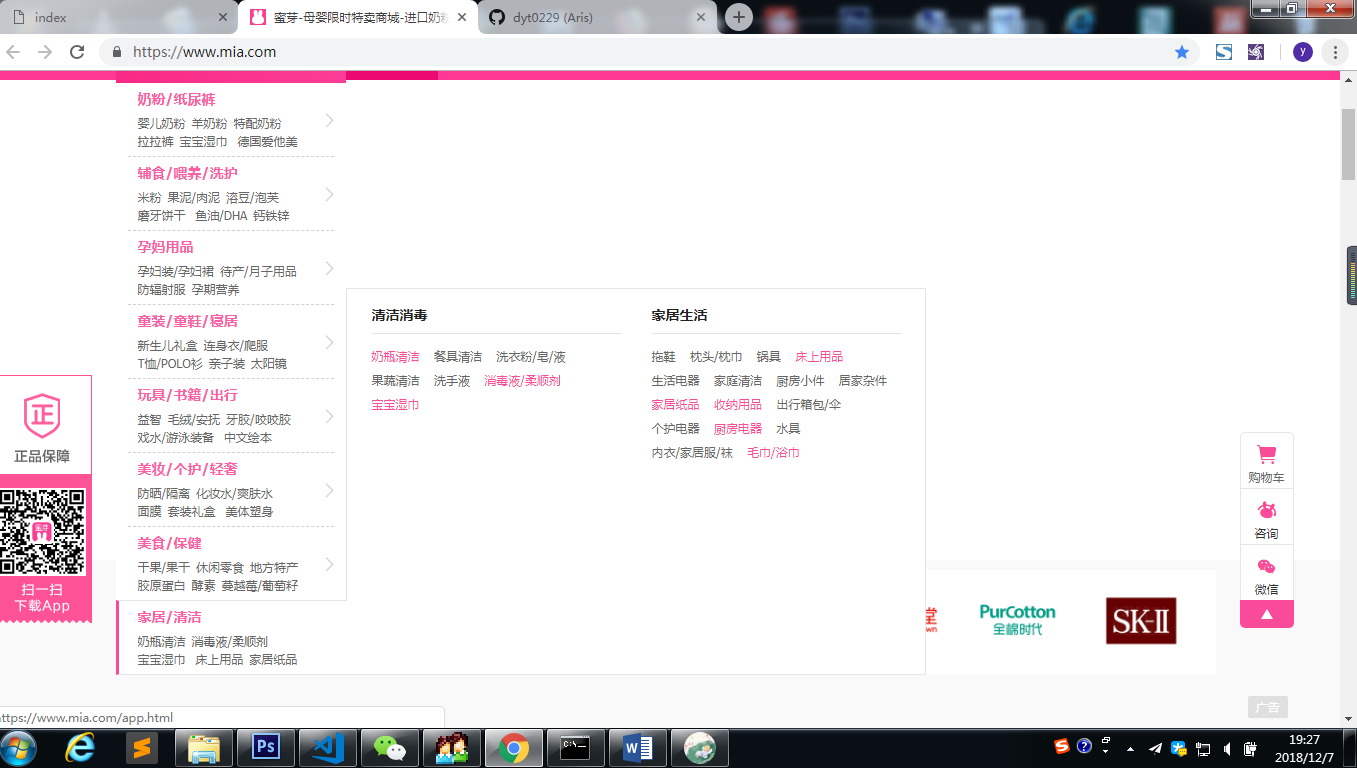 index
蜜芽-母婴限时特卖商城-进口奶粉
dyt0229 (Aris)
https://www.mia.com
y
奶粉/纸尿裤
婴儿奶粉 羊奶粉 特配奶粉
拉拉裤 宝宝湿巾 德国爱他美
辅食/喂养/洗护
米粉 果泥/肉泥 溶豆/泡芙
磨牙饼干 鱼油/DHA 钙铁锌
孕妈用品
孕妇装/孕妇裙 待产/月子用品
防辐射服 孕期营养
童装/童鞋/寝居
新生儿礼盒 连身衣/爬服
T恤/POLO衫 亲子装 太阳镜
玩具/书籍/出行
益智 毛绒/安抚 牙胶/咬咬胶
戏水/游泳装备 中文绘本
美妆/个护/轻奢
防晒/隔离 化妆水/爽肤水
面膜 套装礼盒 美体塑身
美食/保健
干果/果干 休闲零食 地方特产
胶原蛋白 酵素 蔓越莓/葡萄籽
家居/清洁
奶瓶清洁 消毒液/柔顺剂
宝宝湿巾 床上用品 家居纸品
清洁消毒
奶瓶清洁 餐具清洁 洗衣粉/皂/液
果蔬清洁 洗手液 消毒液/柔顺剂
宝宝湿巾
家居生活
拖鞋 枕头/枕巾 锅具 床上用品
生活电器 家庭清洁 厨房小件 居家杂件
家居纸品 收纳用品 出行箱包/伞
个护电器 厨房电器 水具
内衣/家居服/袜 毛巾/浴巾
正
正品保障
蜜芽
扫一扫
下载App
堂
wn
PurCotton
全棉时代
SK-II
购物车
咨询
微信
广告
ttps://www.mia.com/app.html
Ps
W
C:\
S
19:27
2018/12/7